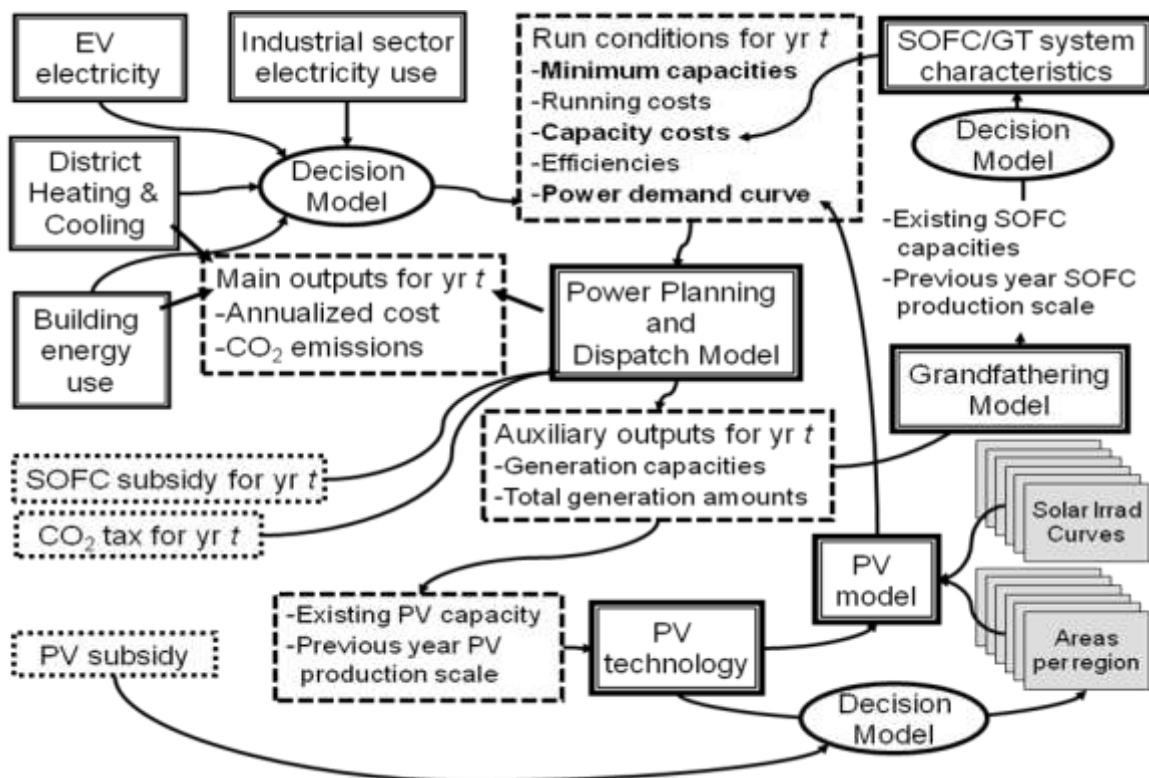 EV
electricity
Industrial sector
electricity use
Run conditions for yr t
-Minimum capacities
-Running costs
-Capacity costs
-Efficiencies
-Power demand curve
SOFC/GT system
characteristics
Decision
Model
District
Heating &
Cooling
Decision
Model
-Existing SOFC
capacities
-Previous year SOFC
production scale
Main outputs for yr t
-Annualized cost
-CO₂ emissions
Power Planning
and
Dispatch Model
Building
energy
use
Grandfathering
Model
Auxiliary outputs for yr t
-Generation capacities
-Total generation amounts
SOFC subsidy for yr t
CO₂ tax for yr t
Solar Irrad
Curves
PV
model
-Existing PV capacity
-Previous year PV
production scale
PV
technology
Areas
per region
PV subsidy
Decision
Model